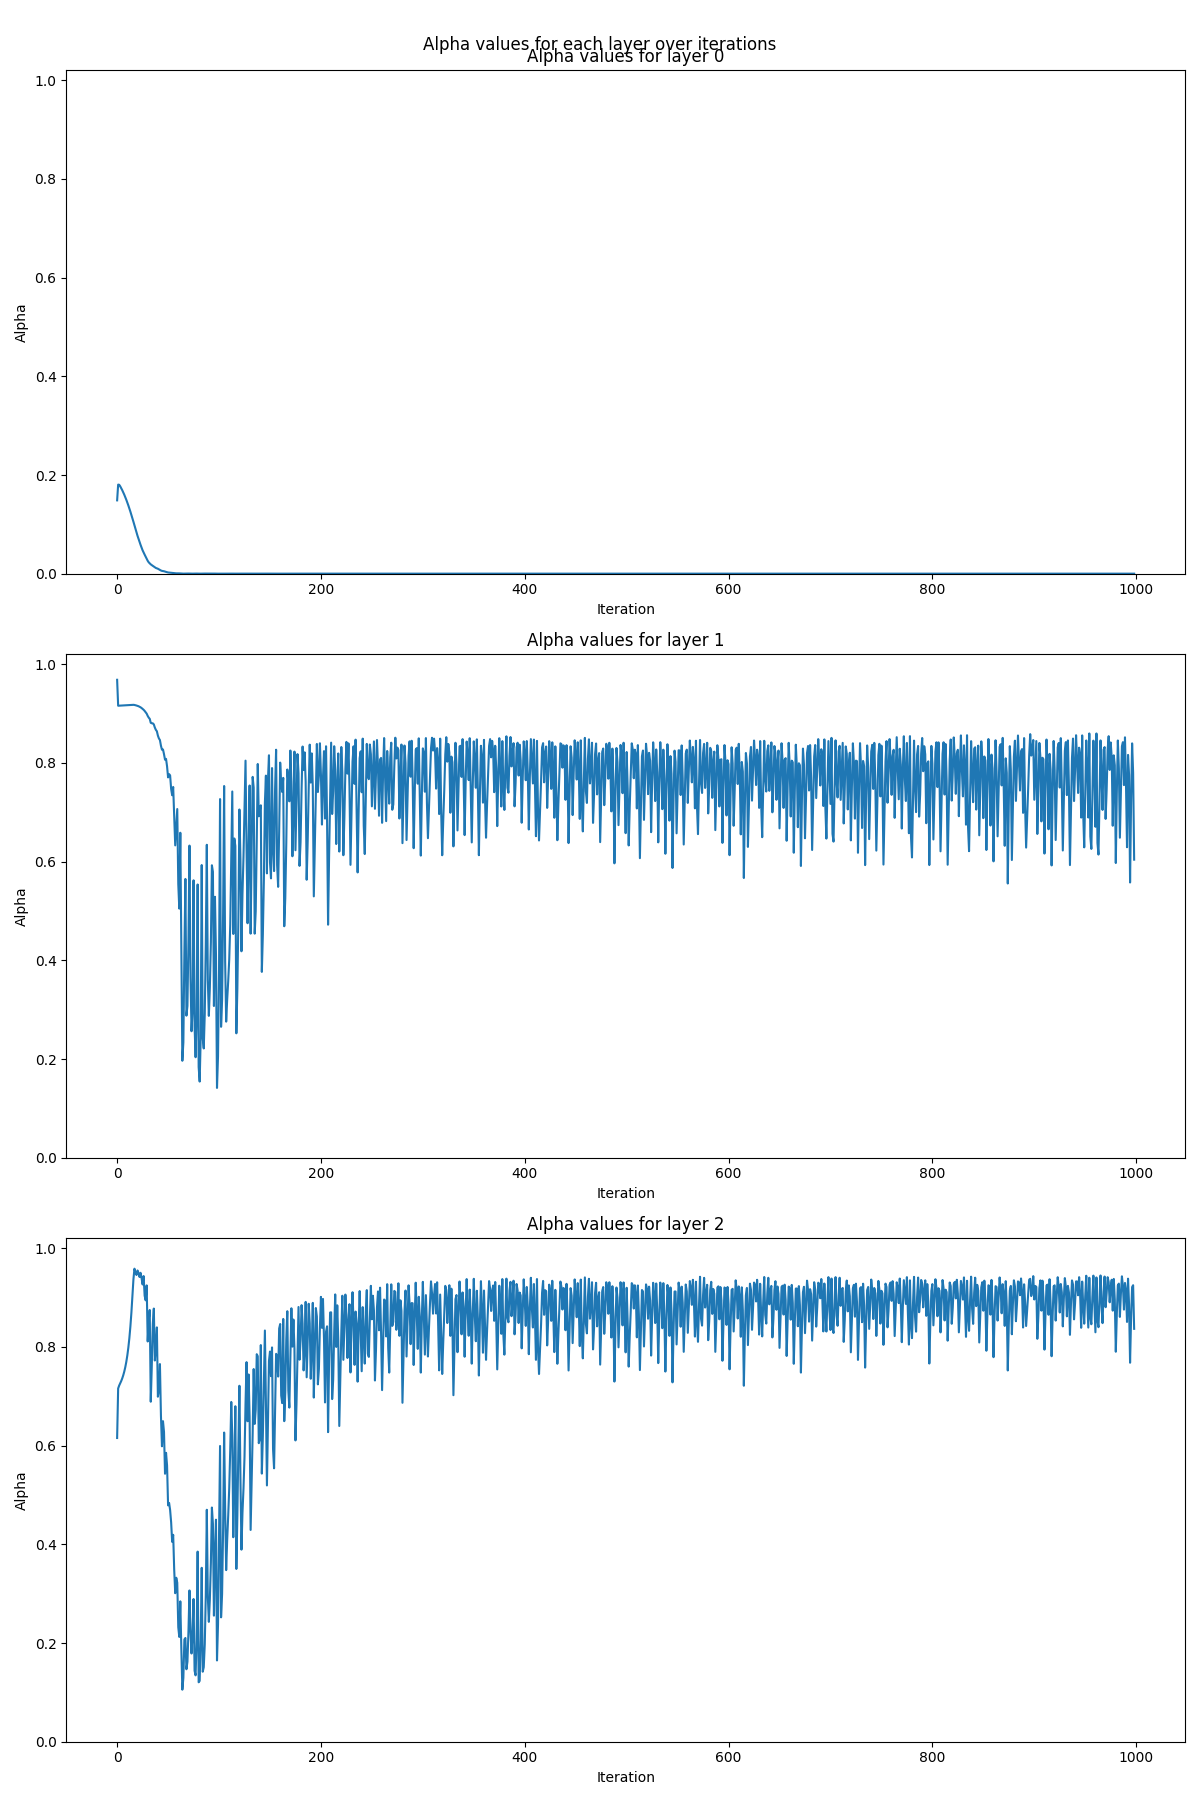 Alpha values for each layer over iterations
Alpha values for layer 0
1.0
0.8
0.6
0.4
0.2
0.0
Alpha
0 200 400 600 800 1000
Iteration
Alpha values for layer 1
1.0
0.8
0.6
0.4
0.2
0.0
Alpha
0 200 400 600 800 1000
Iteration
Alpha values for layer 2
1.0
0.8
0.6
0.4
0.2
0.0
Alpha
0 200 400 600 800 1000
Iteration